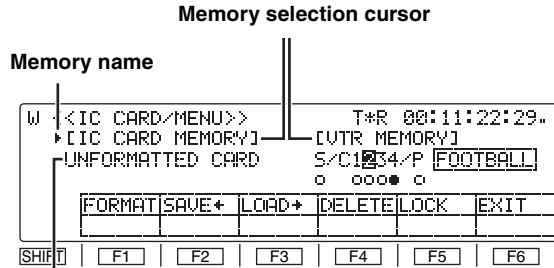 Memory selection cursor
Memory name
W <<IC CARD/MENU>> T*R 00:11:22:29.
[IC CARD MEMORY] [VTR MEMORY]
UNFORMATTED CARD S/C1234/P FOOTBALL
FORMAT SAVE← LOAD→ DELETE LOCK EXIT
SHIFT F1 F2 F3 F4 F5 F6